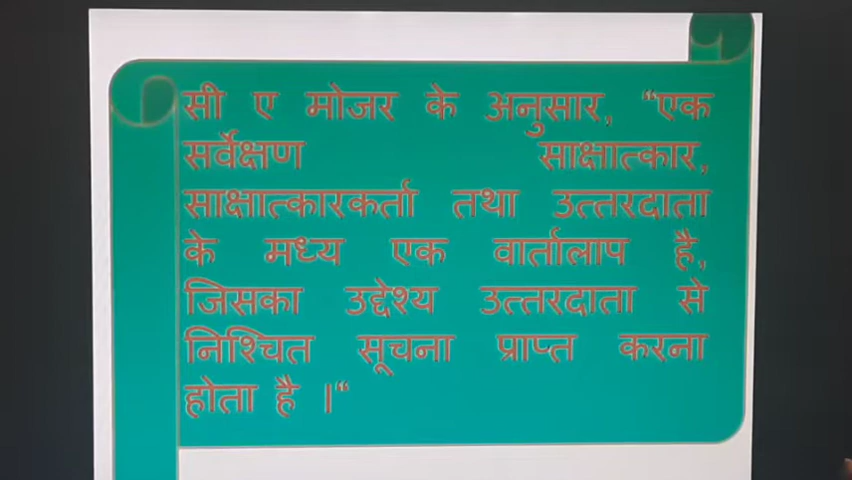 सी ए मोजर के अनुसार, “एक
सर्वेक्षण साक्षात्कार,
साक्षात्कारकर्ता तथा उत्तरदाता
के मध्य एक वार्तालाप है,
जिसका उद्देश्य उत्तरदाता से
निश्चित सूचना प्राप्त करना
होता है ।“